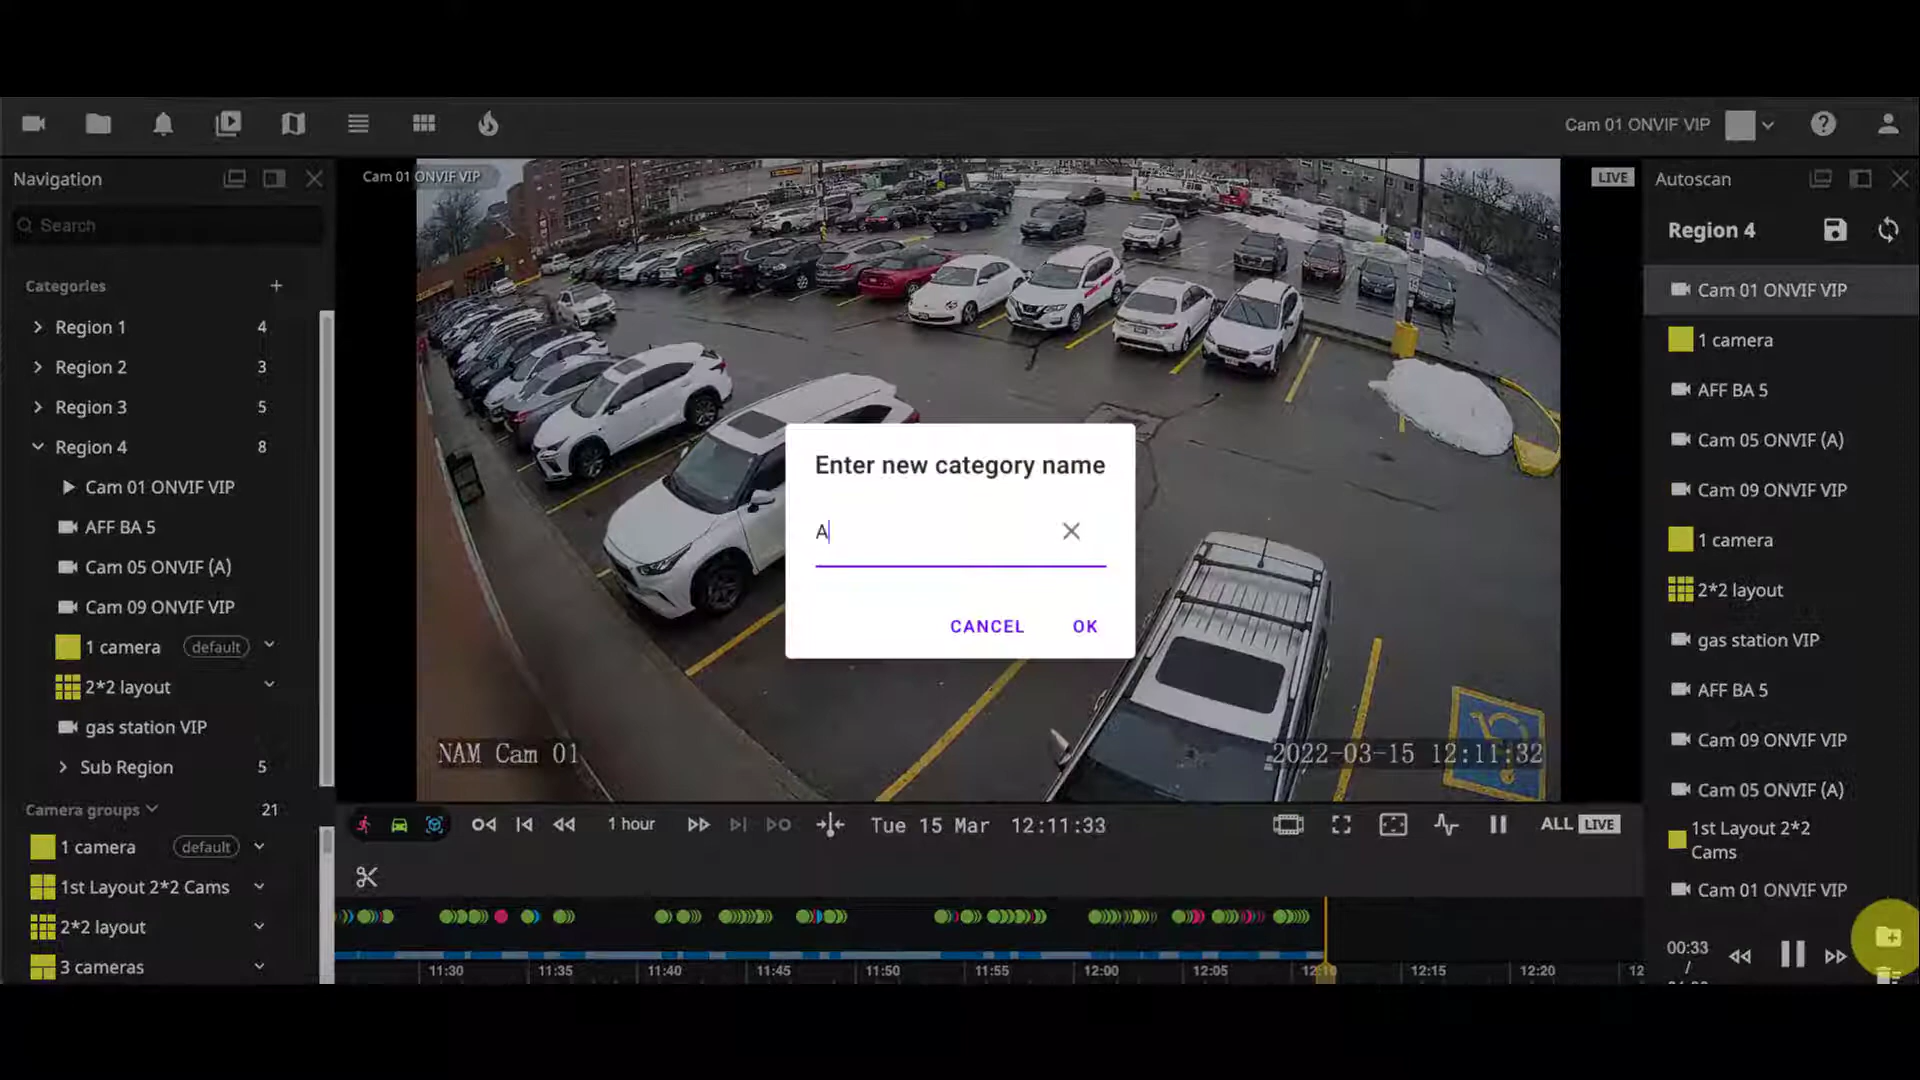 Cam 01 ONVIF VIP
Navigation
Search
Categories
Region 1 4
Region 2 3
Region 3 5
Region 4 8
Cam 01 ONVIF VIP
AFF BA 5
Cam 05 ONVIF (A)
Cam 09 ONVIF VIP
1 camera default
2*2 layout
gas station VIP
Sub Region 5
Camera groups 21
1 camera default
1st Layout 2*2 Cams
2*2 layout
3 cameras
Cam 01 ONVIF VIP
LIVE
Enter new category name
A
CANCEL OK
NAM Cam 01
2022-03-15 12:11:32
1 hour
Tue 15 Mar 12:11:33
ALL LIVE
11:30 11:35 11:40 11:45 11:50 11:55 12:00 12:05 12:10 12:15 12:20 12
Autoscan
Region 4
Cam 01 ONVIF VIP
1 camera
AFF BA 5
Cam 05 ONVIF (A)
Cam 09 ONVIF VIP
1 camera
2*2 layout
gas station VIP
AFF BA 5
Cam 09 ONVIF VIP
Cam 05 ONVIF (A)
1st Layout 2*2
Cams
Cam 01 ONVIF VIP
00:33
/